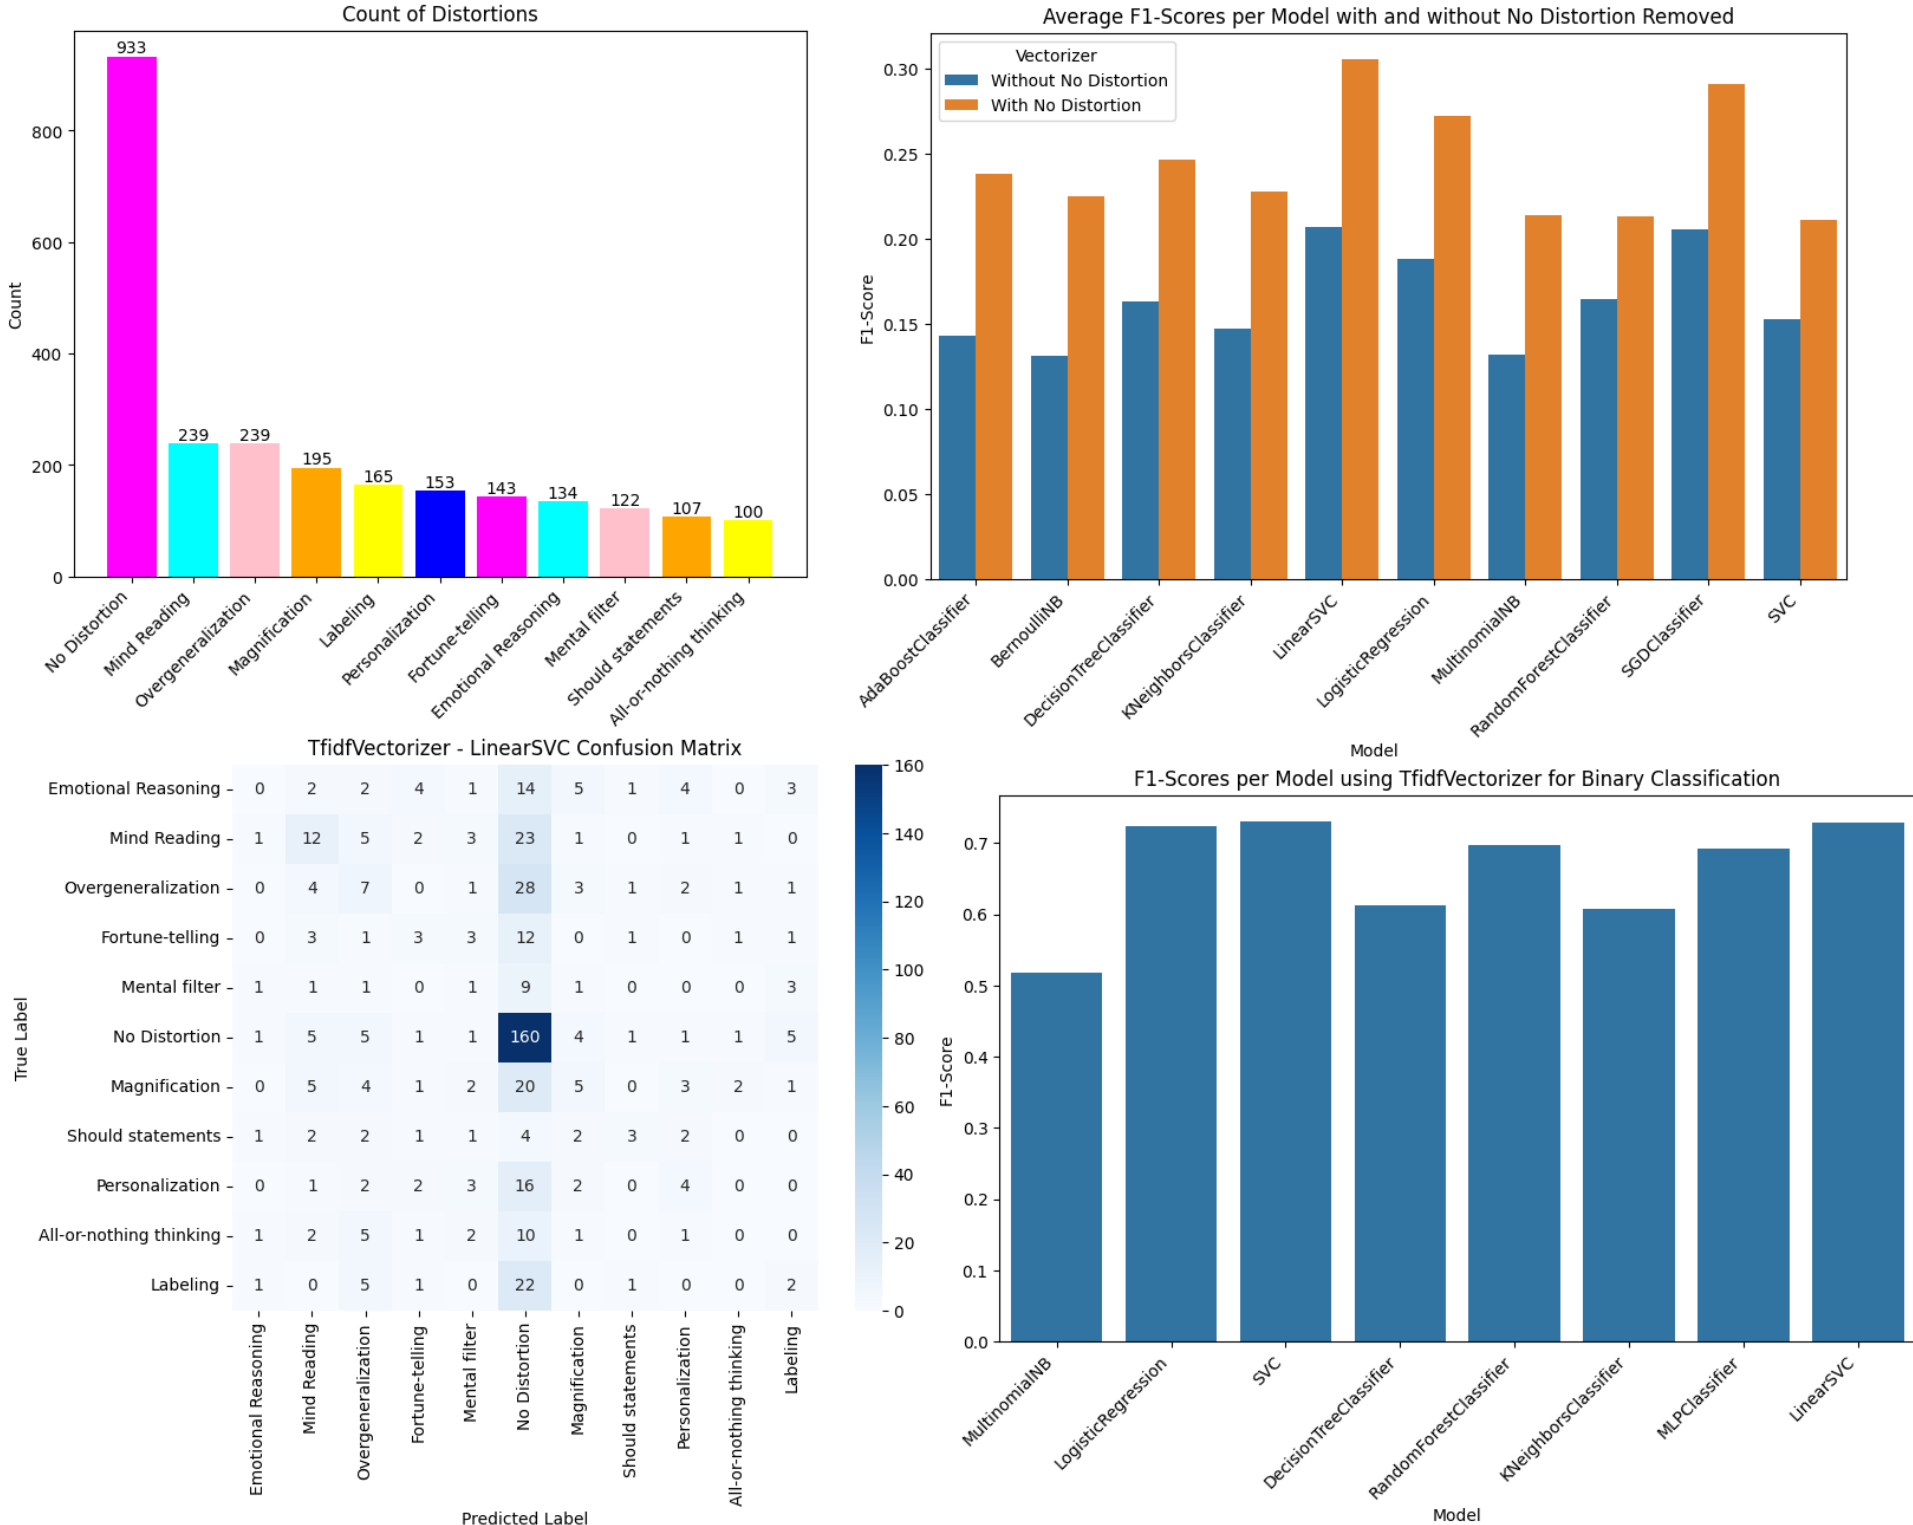 Count of Distortions
933
239
239
195
165
153
143
134
122
107
100
800
600
400
200
0
Count
No Distortion
Mind Reading
Overgeneralization
Magnification
Labeling
Personalization
Fortune-telling
Emotional Reasoning
Mental filter
Should statements
All-or-nothing thinking
Average F1-Scores per Model with and without No Distortion Removed
Vectorizer
Without No Distortion
With No Distortion
0.30
0.25
0.20
0.15
0.10
0.05
0.00
F1-Score
AdaBoostClassifier
BernoulliNB
DecisionTreeClassifier
KNeighborsClassifier
LinearSVC
LogisticRegression
MultinomialNB
RandomForestClassifier
SGDClassifier
SVC
Model
TfidfVectorizer - LinearSVC Confusion Matrix
True Label
Emotional Reasoning 0 2 2 4 1 14 5 1 4 0 3
Mind Reading 1 12 5 2 3 23 1 0 1 1 0
Overgeneralization 0 4 7 0 1 28 3 1 2 1 1
Fortune-telling 0 3 1 3 3 12 0 1 0 1 1
Mental filter 1 1 1 0 1 9 1 0 0 0 3
No Distortion 1 5 5 1 1 160 4 1 1 1 5
Magnification 0 5 4 1 2 20 5 0 3 2 1
Should statements 1 2 2 1 1 4 2 3 2 0 0
Personalization 0 1 2 2 3 16 2 0 4 0 0
All-or-nothing thinking 1 2 5 1 2 10 1 0 1 0 0
Labeling 1 0 5 1 0 22 0 1 0 0 2
Emotional Reasoning
Mind Reading
Overgeneralization
Fortune-telling
Mental filter
No Distortion
Magnification
Should statements
Personalization
All-or-nothing thinking
Labeling
Predicted Label
160
140
120
100
80
60
40
20
0
F1-Scores per Model using TfidfVectorizer for Binary Classification
0.7
0.6
0.5
0.4
0.3
0.2
0.1
0.0
F1-Score
MultinomialNB
LogisticRegression
SVC
DecisionTreeClassifier
RandomForestClassifier
KNeighborsClassifier
MLPClassifier
LinearSVC
Model